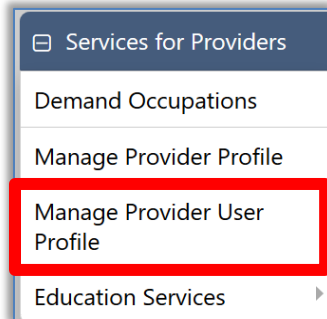 Services for Providers
Demand Occupations
Manage Provider Profile
Manage Provider User
Profile
Education Services